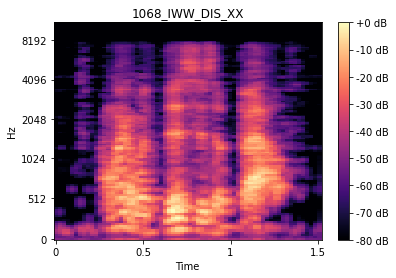 1068_IWW_DIS_XX
Hz
8192
4096
2048
1024
512
0
0
0.5
1
1.5
Time
+0 dB
-10 dB
-20 dB
-30 dB
-40 dB
-50 dB
-60 dB
-70 dB
-80 dB